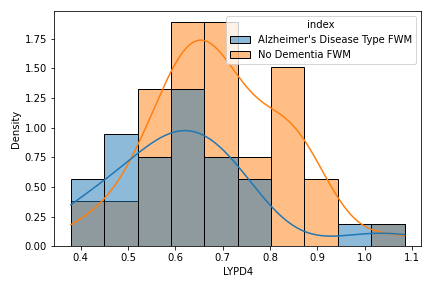 index
Alzheimer's Disease Type FWM
No Dementia FWM
1.75
1.50
1.25
1.00
0.75
0.50
0.25
0.00
Density
0.4 0.5 0.6 0.7 0.8 0.9 1.0 1.1
LYPD4